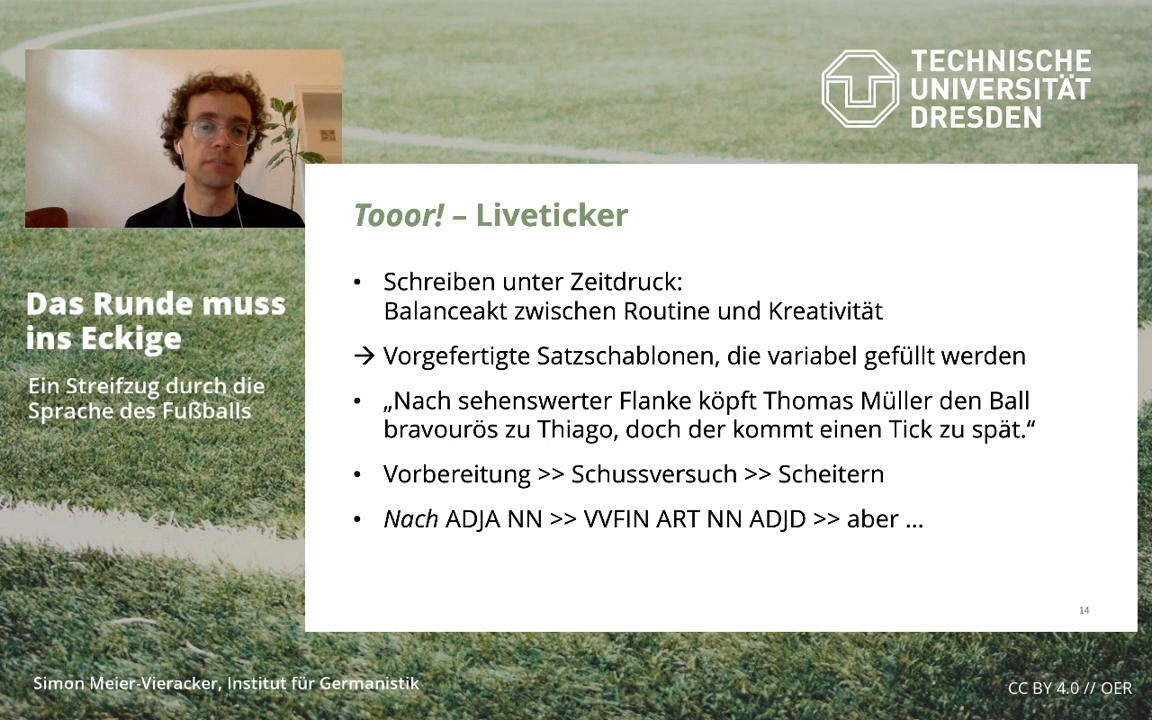 TECHNISCHE
UNIVERSITÄT
DRESDEN
Das Runde muss
ins Eckige
Ein Streifzug durch die
Sprache des Fußballs
Tooor! – Liveticker
• Schreiben unter Zeitdruck:
Balanceakt zwischen Routine und Kreativität
→ Vorgefertigte Satzschablonen, die variabel gefüllt werden
• „Nach sehenswerter Flanke köpft Thomas Müller den Ball
bravourös zu Thiago, doch der kommt einen Tick zu spät.“
• Vorbereitung >> Schussversuch >> Scheitern
• Nach ADJA NN >> VVFIN ART NN ADJD >> aber ...
14
Simon Meier-Vieracker, Institut für Germanistik
CC BY 4.0 // OER